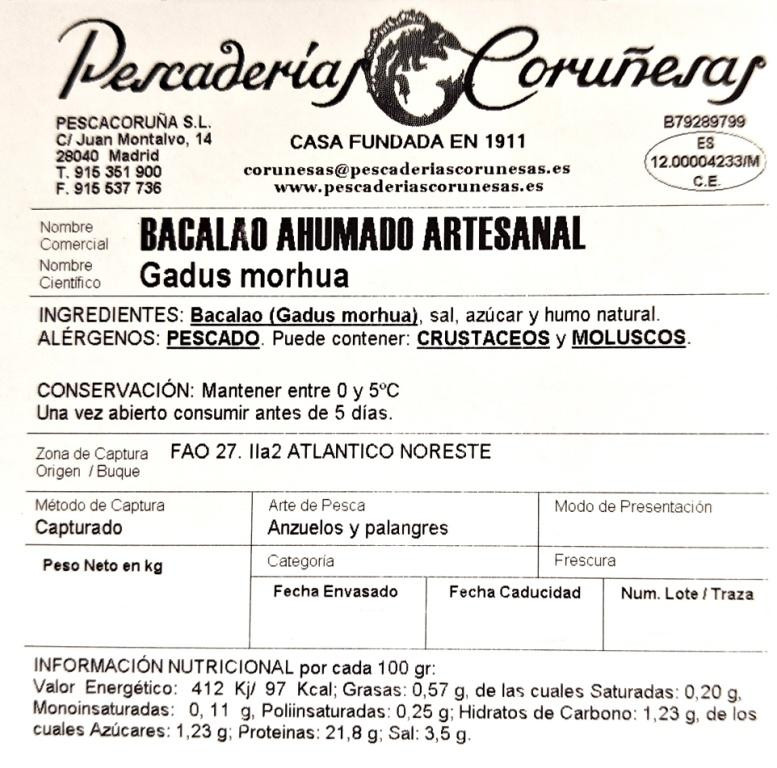 Pescaderías Coruñesas
PESCACORUÑA S.L.
C/ Juan Montalvo, 14
28040 Madrid
T. 915 351 900
F. 915 537 736
CASA FUNDADA EN 1911
corunesas@pescaderiascorunesas.es
www.pescaderiascorunesas.es
B79289799
ES
12.00004233/M
C.E.
Nombre Comercial
BACALAO AHUMADO ARTESANAL
Nombre Científico
Gadus morhua
INGREDIENTES: Bacalao (Gadus morhua), sal, azúcar y humo natural.
ALÉRGENOS: PESCADO. Puede contener: CRUSTACEOS y MOLUSCOS.
CONSERVACIÓN: Mantener entre 0 y 5ºC
Una vez abierto consumir antes de 5 días.
Zona de Captura FAO 27. IIa2 ATLANTICO NORESTE
Origen / Buque
Método de Captura
Capturado
Arte de Pesca
Anzuelos y palangres
Modo de Presentación
Peso Neto en kg
Categoría
Frescura
Fecha Envasado
Fecha Caducidad
Num. Lote / Traza
INFORMACIÓN NUTRICIONAL por cada 100 gr:
Valor Energético: 412 Kj/ 97 Kcal; Grasas: 0,57 g, de las cuales Saturadas: 0,20 g,
Monoinsaturadas: 0, 11 g, Poliinsaturadas: 0,25 g; Hidratos de Carbono: 1,23 g, de los
cuales Azúcares: 1,23 g; Proteinas: 21,8 g; Sal: 3,5 g.